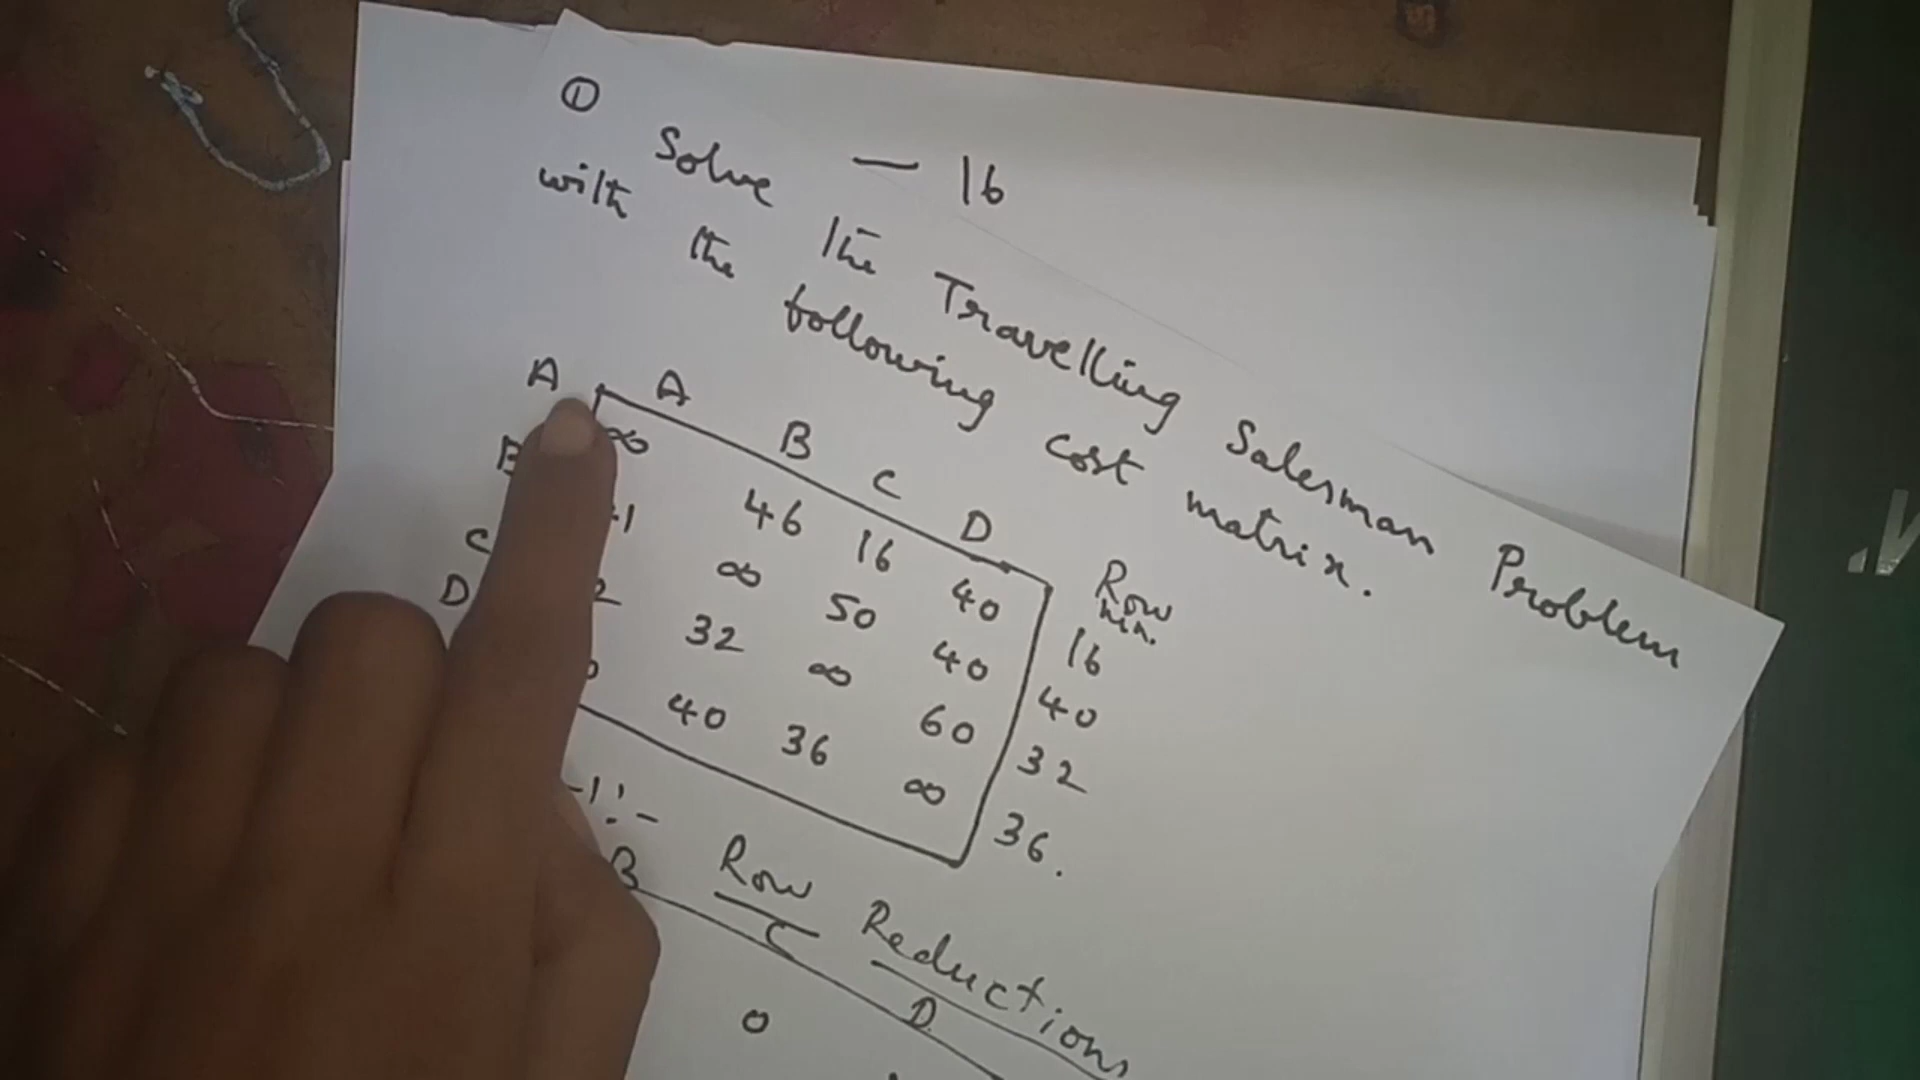 ① — 16
Solve the Travelling Salesman Problem
with the following cost matrix.
A B C D Row min.
A ∞ 46 16 40 16
B ∞ 50 40 40
C 32 ∞ 60 32
D 40 36 ∞ 36.
Row Reductions
B C D
0